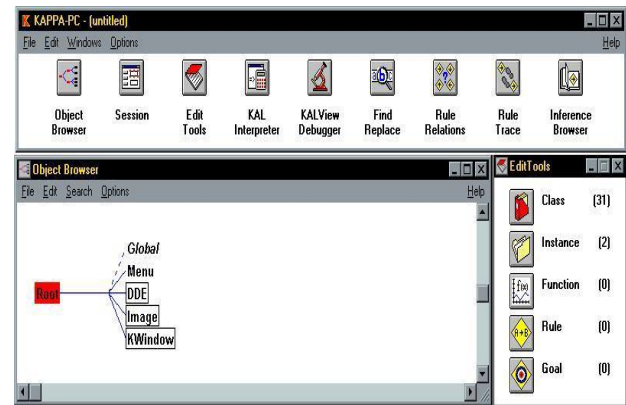 KAPPA-PC - (untitled)
File Edit Windows Options Help
Object Browser
Session
Edit Tools
KAL Interpreter
KALView Debugger
Find Replace
Rule Relations
Rule Trace
Inference Browser
Object Browser
File Edit Search Options Help
Global
Menu
Root
DDE
Image
KWindow
EditTools
Class (31)
Instance (2)
f(x)
Function (0)
A→B
Rule (0)
Goal (0)